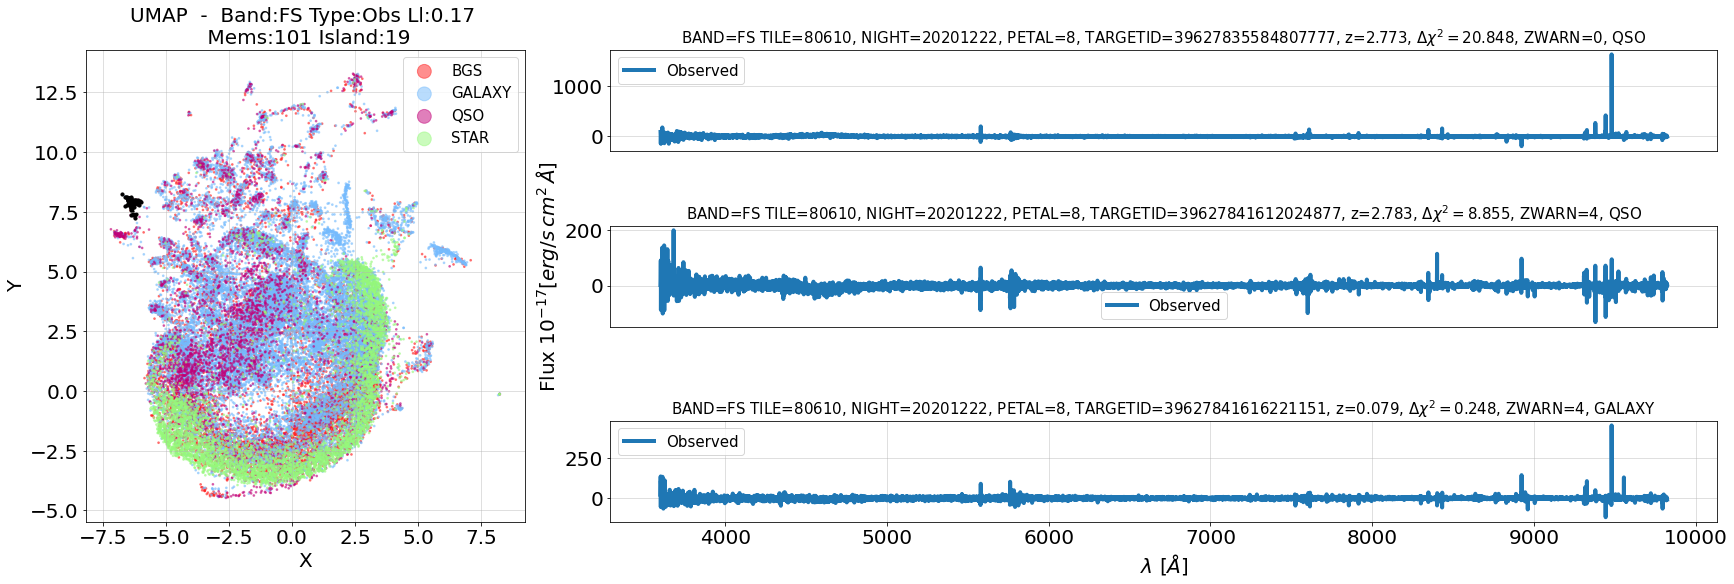 UMAP - Band:FS Type:Obs Ll:0.17
Mems:101 Island:19
BGS
GALAXY
QSO
STAR
12.5
10.0
7.5
5.0
2.5
0.0
−2.5
−5.0
Y
−7.5 −5.0 −2.5 0.0 2.5 5.0 7.5
X
BAND=FS TILE=80610, NIGHT=20201222, PETAL=8, TARGETID=39627835584807777, z=2.773, Δχ² = 20.848, ZWARN=0, QSO
Observed
1000
0
BAND=FS TILE=80610, NIGHT=20201222, PETAL=8, TARGETID=39627841612024877, z=2.783, Δχ² = 8.855, ZWARN=4, QSO
200
0
Observed
Flux 10⁻¹⁷[erg/s cm² Å]
BAND=FS TILE=80610, NIGHT=20201222, PETAL=8, TARGETID=39627841616221151, z=0.079, Δχ² = 0.248, ZWARN=4, GALAXY
Observed
250
0
4000 5000 6000 7000 8000 9000 10000
λ [Å]